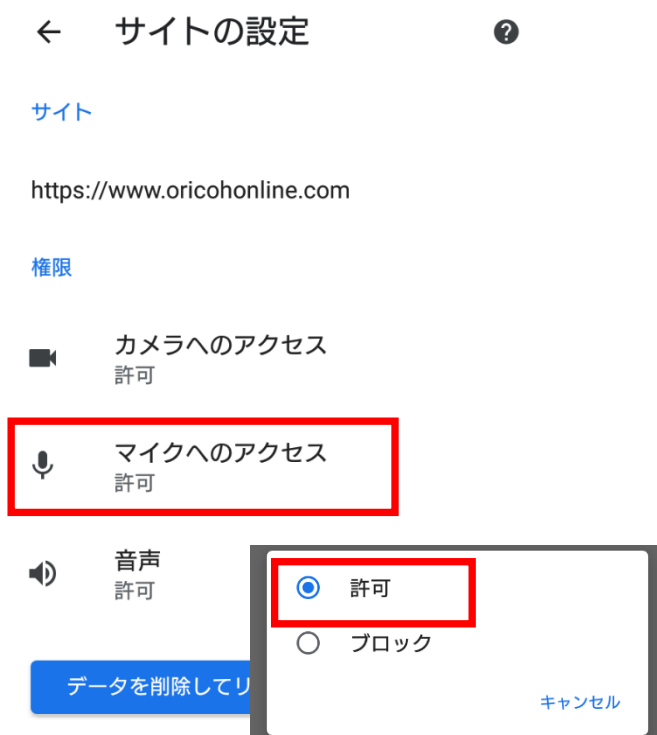 サイトの設定
サイト
https://www.oricohonline.com
権限
カメラへのアクセス
許可
マイクへのアクセス
許可
音声
許可
データを削除してリ
許可
ブロック
キャンセル